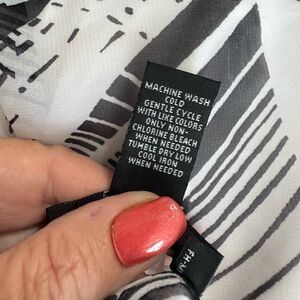 MACHINE WASH
COLD
GENTLE CYCLE
WITH LIKE COLORS
ONLY NON-
CHLORINE BLEACH
WHEN NEEDED
TUMBLE DRY LOW
COOL IRON
WHEN NEEDED